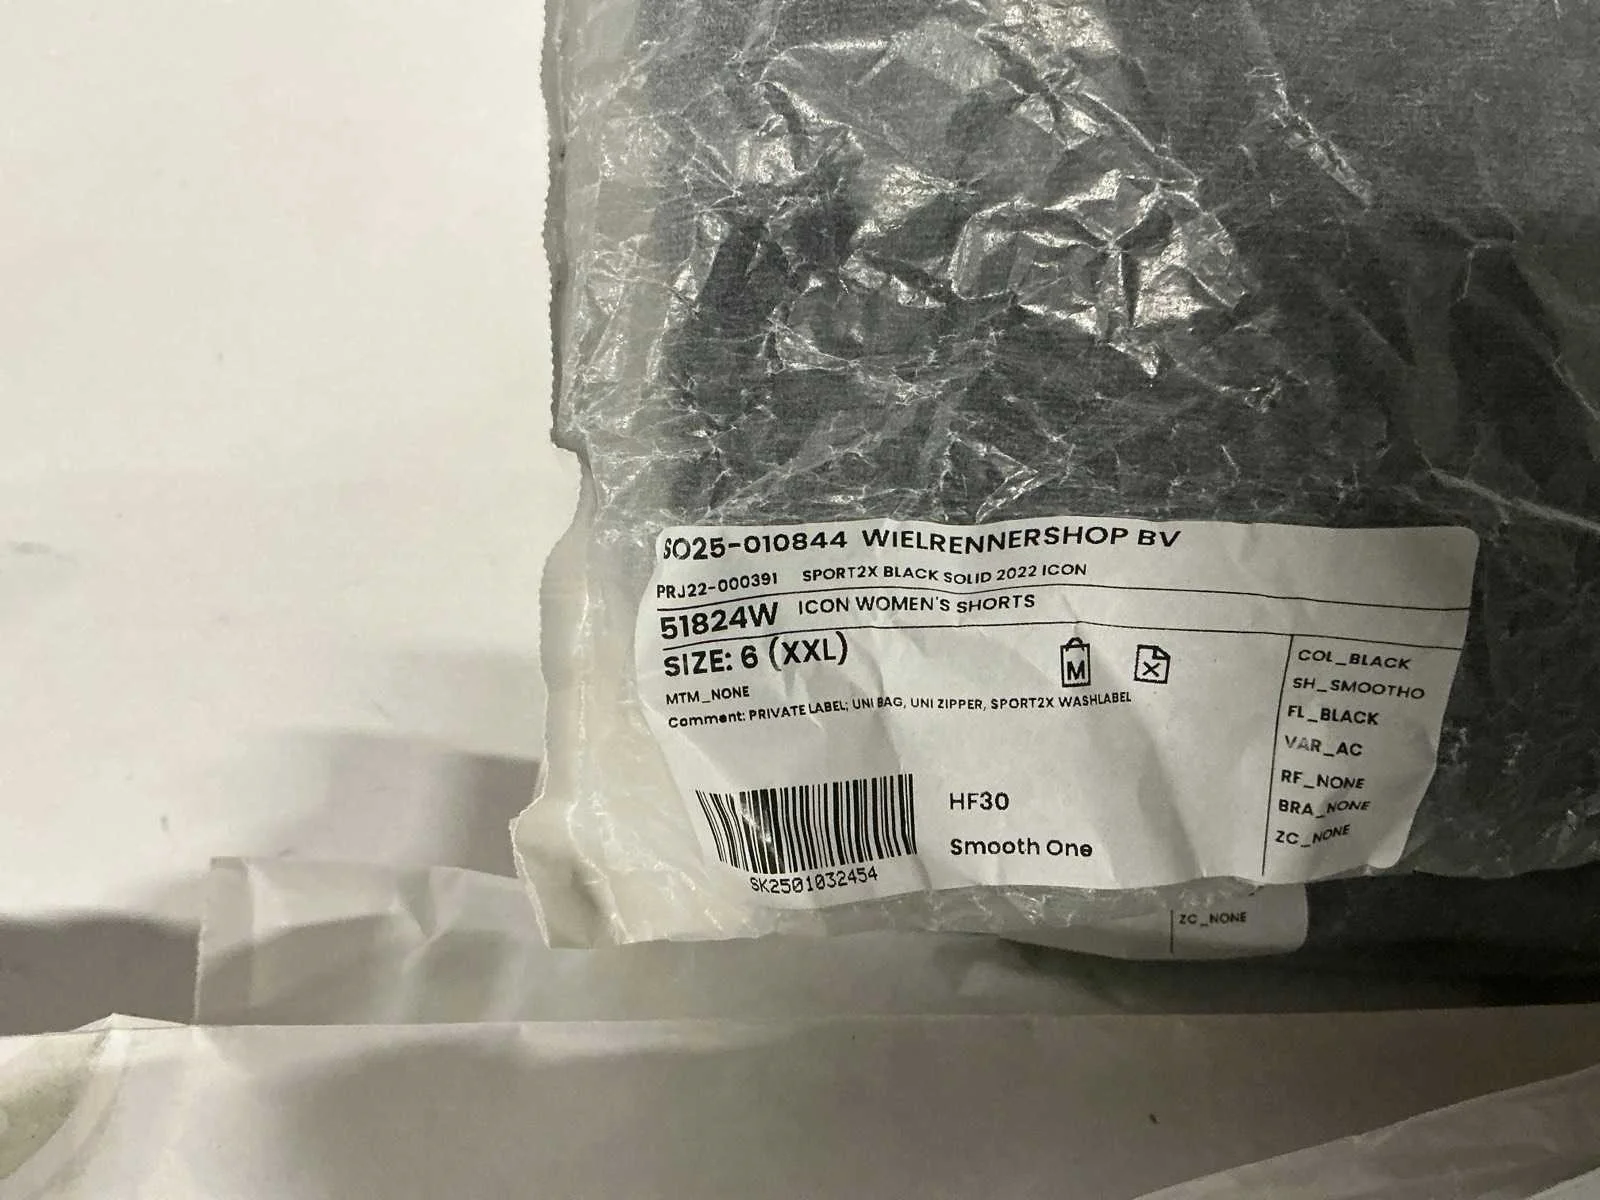 SO25-010844 WIELRENNERSHOP BV
PRJ22-000391 SPORT2X BLACK SOLID 2022 ICON
51824W ICON WOMEN'S SHORTS
SIZE: 6 (XXL)
M
X
MTM_NONE
Comment: PRIVATE LABEL; UNI BAG, UNI ZIPPER, SPORT2X WASHLABEL
COL_BLACK
SH_SMOOTHO
FL_BLACK
VAR_AC
RF_NONE
BRA_NONE
ZC_NONE
HF30
Smooth One
SK2501032454
ZC_NONE